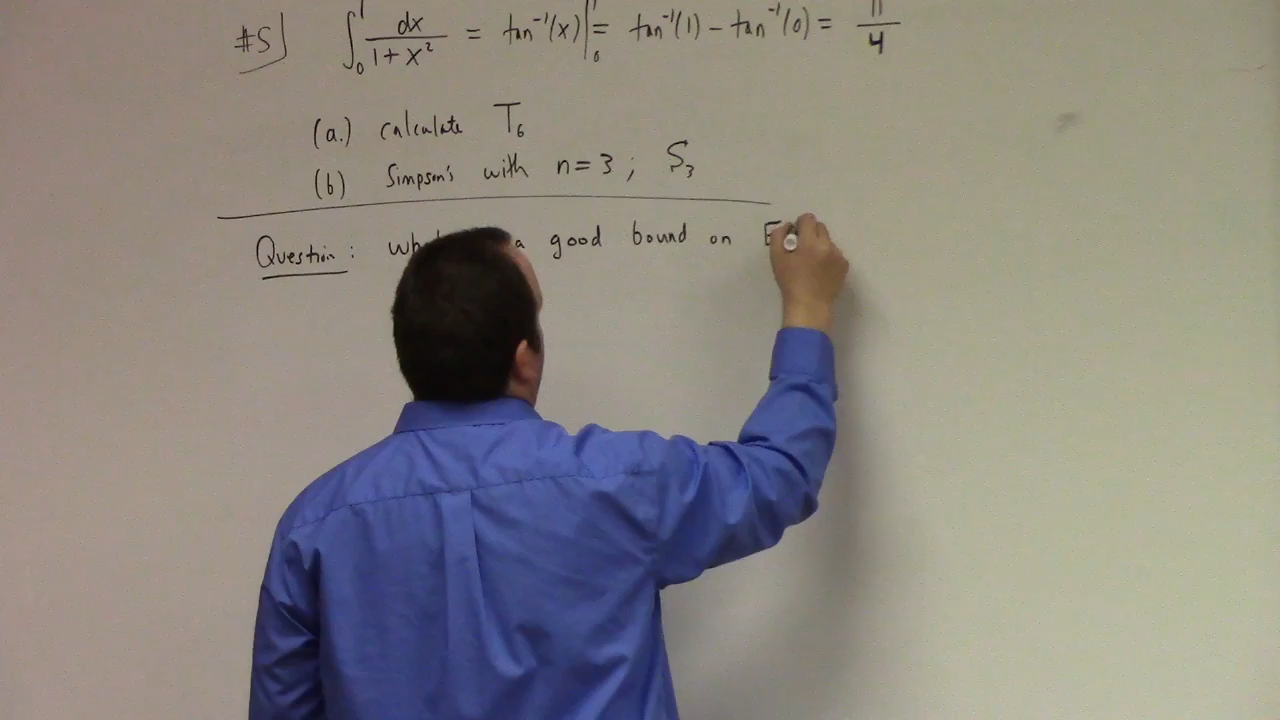 #5) ∫₀¹ dx/(1+x²) = tan⁻¹(x)|₀¹ = tan⁻¹(1) - tan⁻¹(0) = π/4
(a.) calculate T₆
(b) Simpson's with n=3 ; S₃
Question: a good bound on